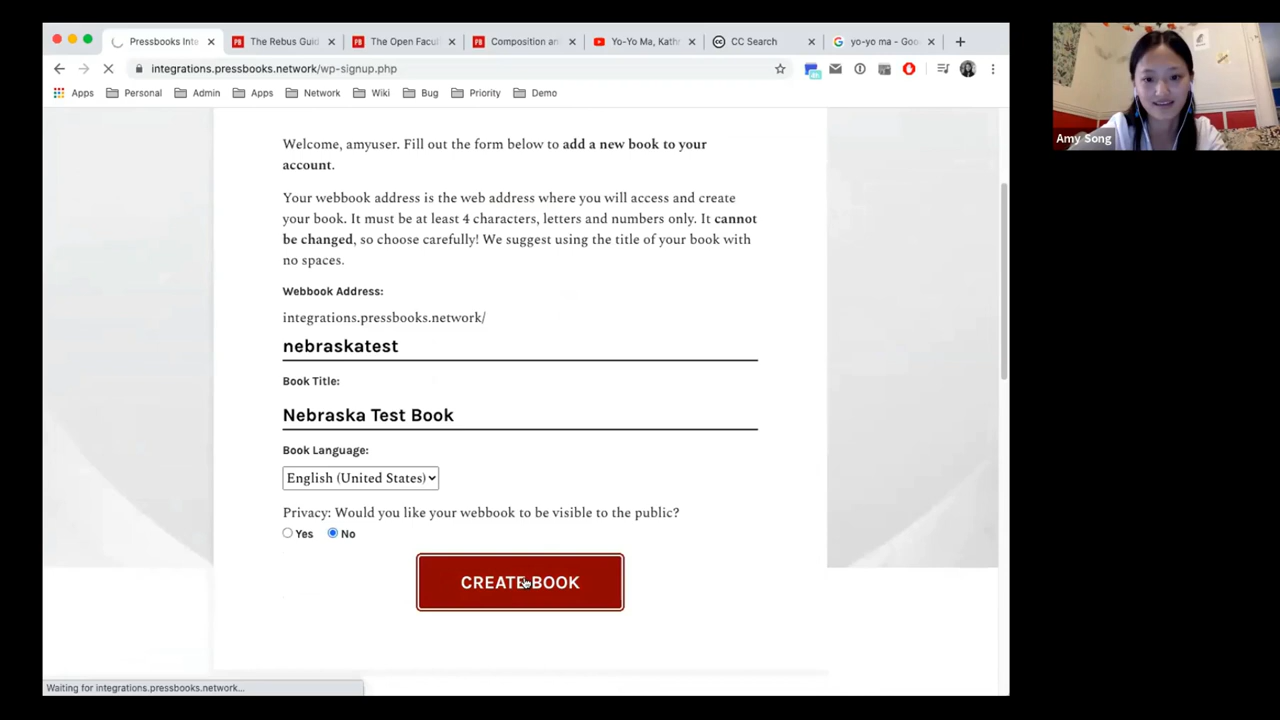 Pressbooks Inte
The Rebus Guid
The Open Facul
Composition an
Yo-Yo Ma, Kathr
CC Search
yo-yo ma - Goo
integrations.pressbooks.network/wp-signup.php
Apps Personal Admin Apps Network Wiki Bug Priority Demo
Amy Song
Welcome, amyuser. Fill out the form below to add a new book to your
account.
Your webbook address is the web address where you will access and create
your book. It must be at least 4 characters, letters and numbers only. It cannot
be changed, so choose carefully! We suggest using the title of your book with
no spaces.
Webbook Address:
integrations.pressbooks.network/
nebraskatest
Book Title:
Nebraska Test Book
Book Language:
English (United States)
Privacy: Would you like your webbook to be visible to the public?
Yes No
CREATE BOOK
Waiting for integrations.pressbooks.network...